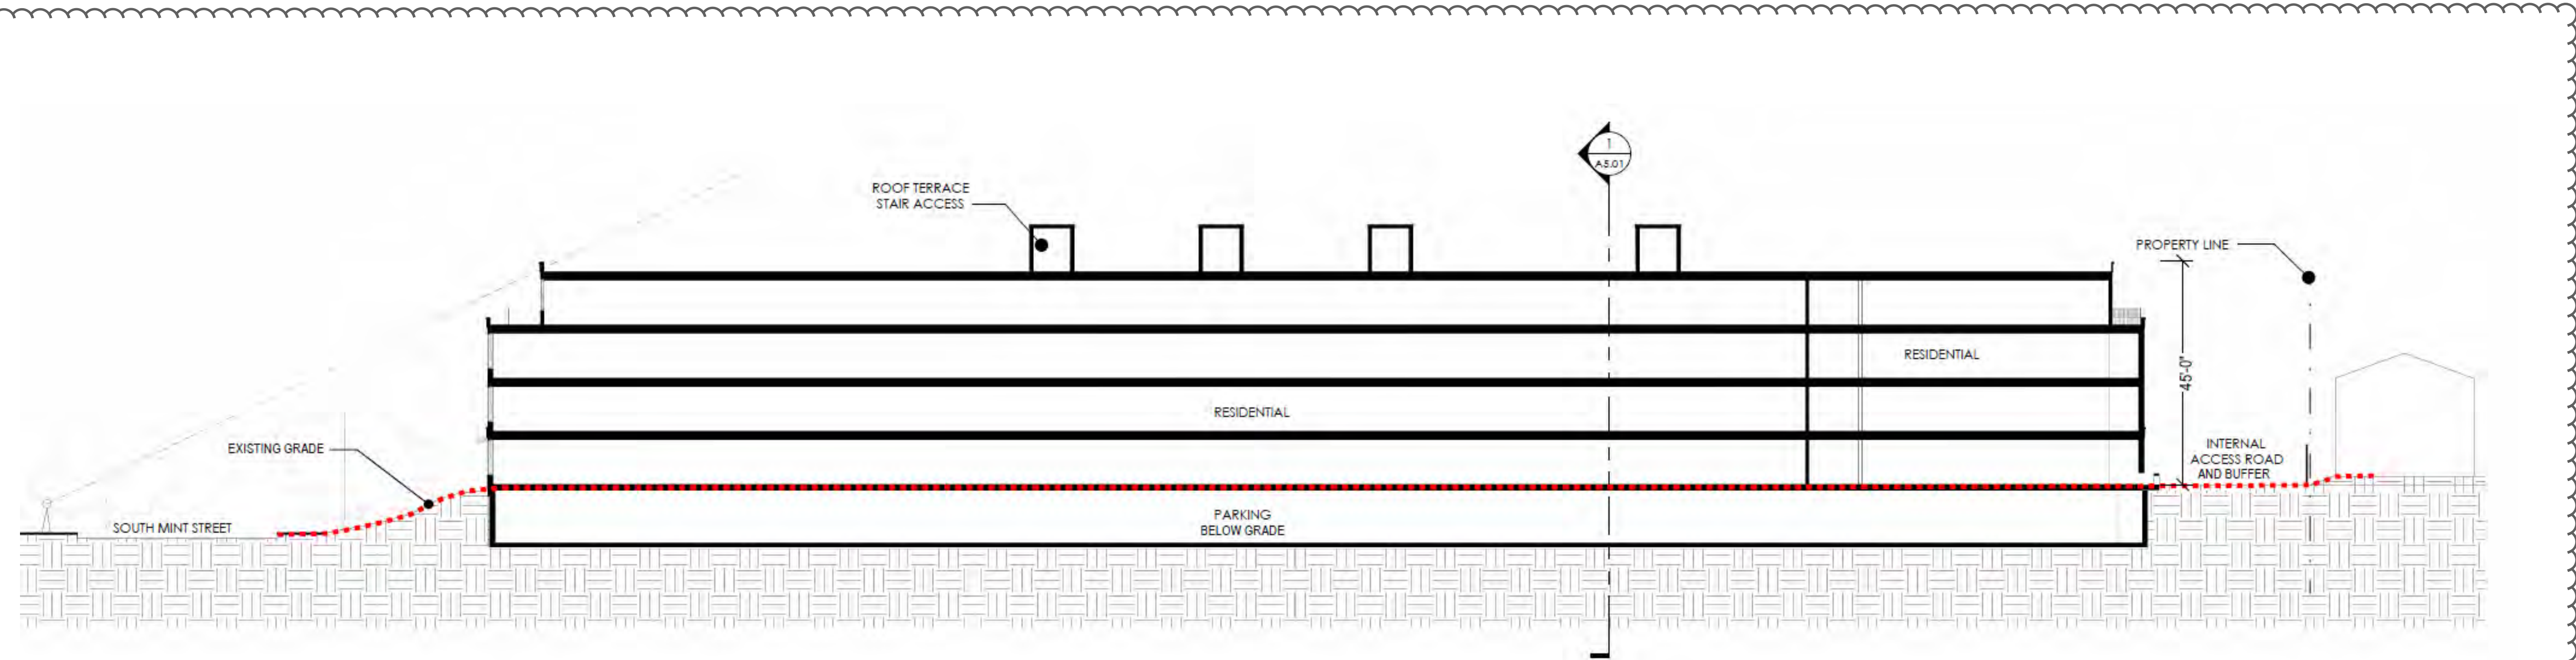 1
A5.01
ROOF TERRACE
STAIR ACCESS
PROPERTY LINE
RESIDENTIAL
45'-0"
RESIDENTIAL
EXISTING GRADE
INTERNAL
ACCESS ROAD
AND BUFFER
SOUTH MINT STREET
PARKING
BELOW GRADE